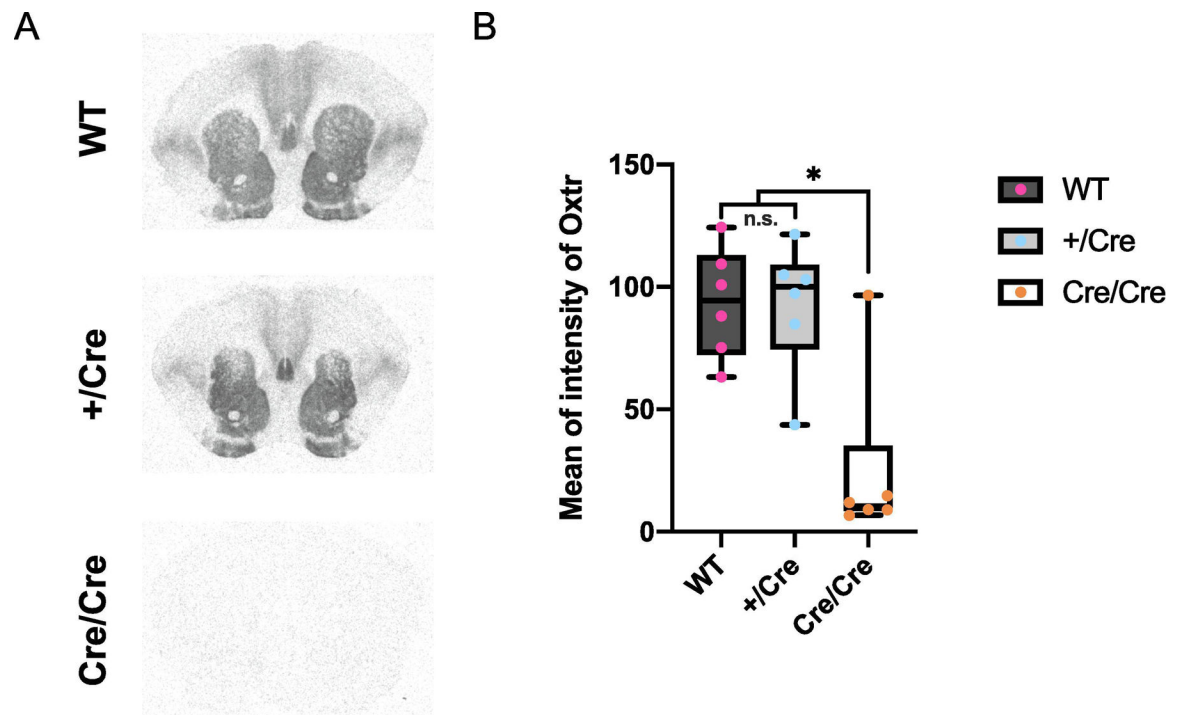 A
WT
+/Cre
Cre/Cre
B
Mean of intensity of Oxtr
150
100
50
0
*
n.s.
WT
+/Cre
Cre/Cre
WT
+/Cre
Cre/Cre